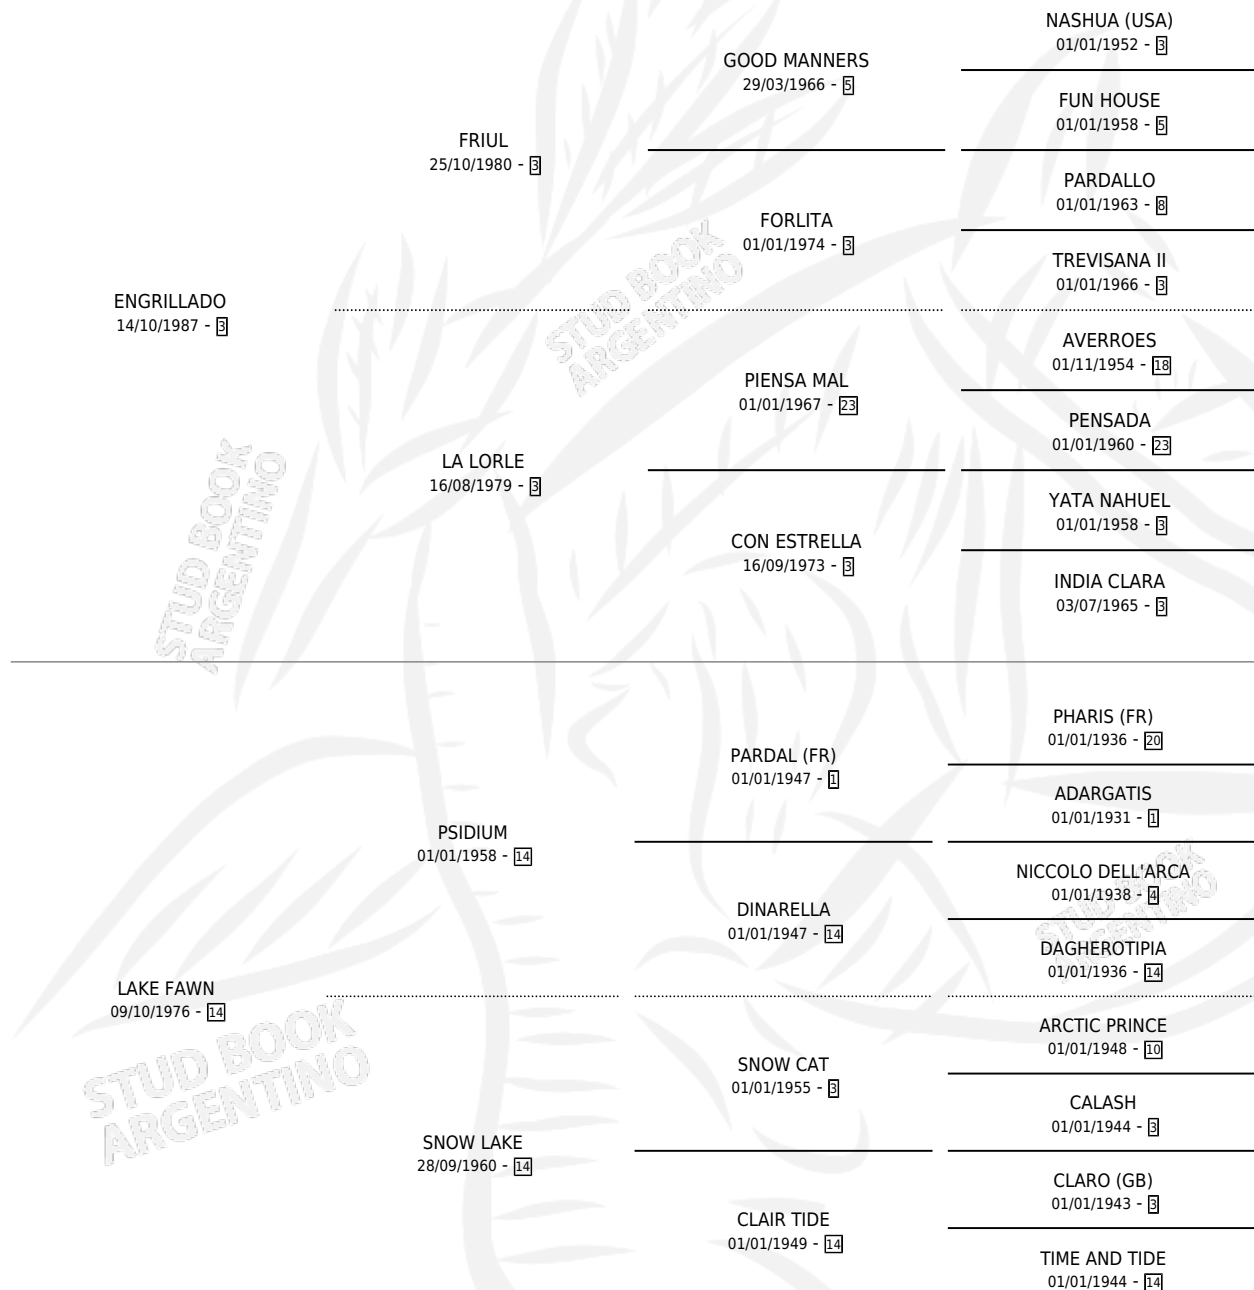 NASHUA (USA)
01/01/1952 - 3
GOOD MANNERS
29/03/1966 - 5
FUN HOUSE
01/01/1958 - 5
FRIUL
25/10/1980 - 3
PARDALLO
01/01/1963 - 8
FORLITA
01/01/1974 - 3
TREVISANA II
01/01/1966 - 3
ENGRILLADO
14/10/1987 - 3
STUD BOOK
ARGENTINO
AVERROES
01/11/1954 - 18
PIENSA MAL
01/01/1967 - 23
PENSADA
01/01/1960 - 23
LA LORLE
16/08/1979 - 3
YATA NAHUEL
01/01/1958 - 3
CON ESTRELLA
16/09/1973 - 3
INDIA CLARA
03/07/1965 - 3
STUD BOOK
ARGENTINO
PHARIS (FR)
01/01/1936 - 20
PARDAL (FR)
01/01/1947 - 1
ADARGATIS
01/01/1931 - 1
PSIDIUM
01/01/1958 - 14
NICCOLO DELL'ARCA
01/01/1938 - 4
DINARELLA
01/01/1947 - 14
DAGHEROTIPIA
01/01/1936 - 14
STUD BOOK
ARGENTINO
LAKE FAWN
09/10/1976 - 14
ARCTIC PRINCE
01/01/1948 - 10
SNOW CAT
01/01/1955 - 3
CALASH
01/01/1944 - 3
STUD BOOK
ARGENTINO
SNOW LAKE
28/09/1960 - 14
CLARO (GB)
01/01/1943 - 3
CLAIR TIDE
01/01/1949 - 14
TIME AND TIDE
01/01/1944 - 14